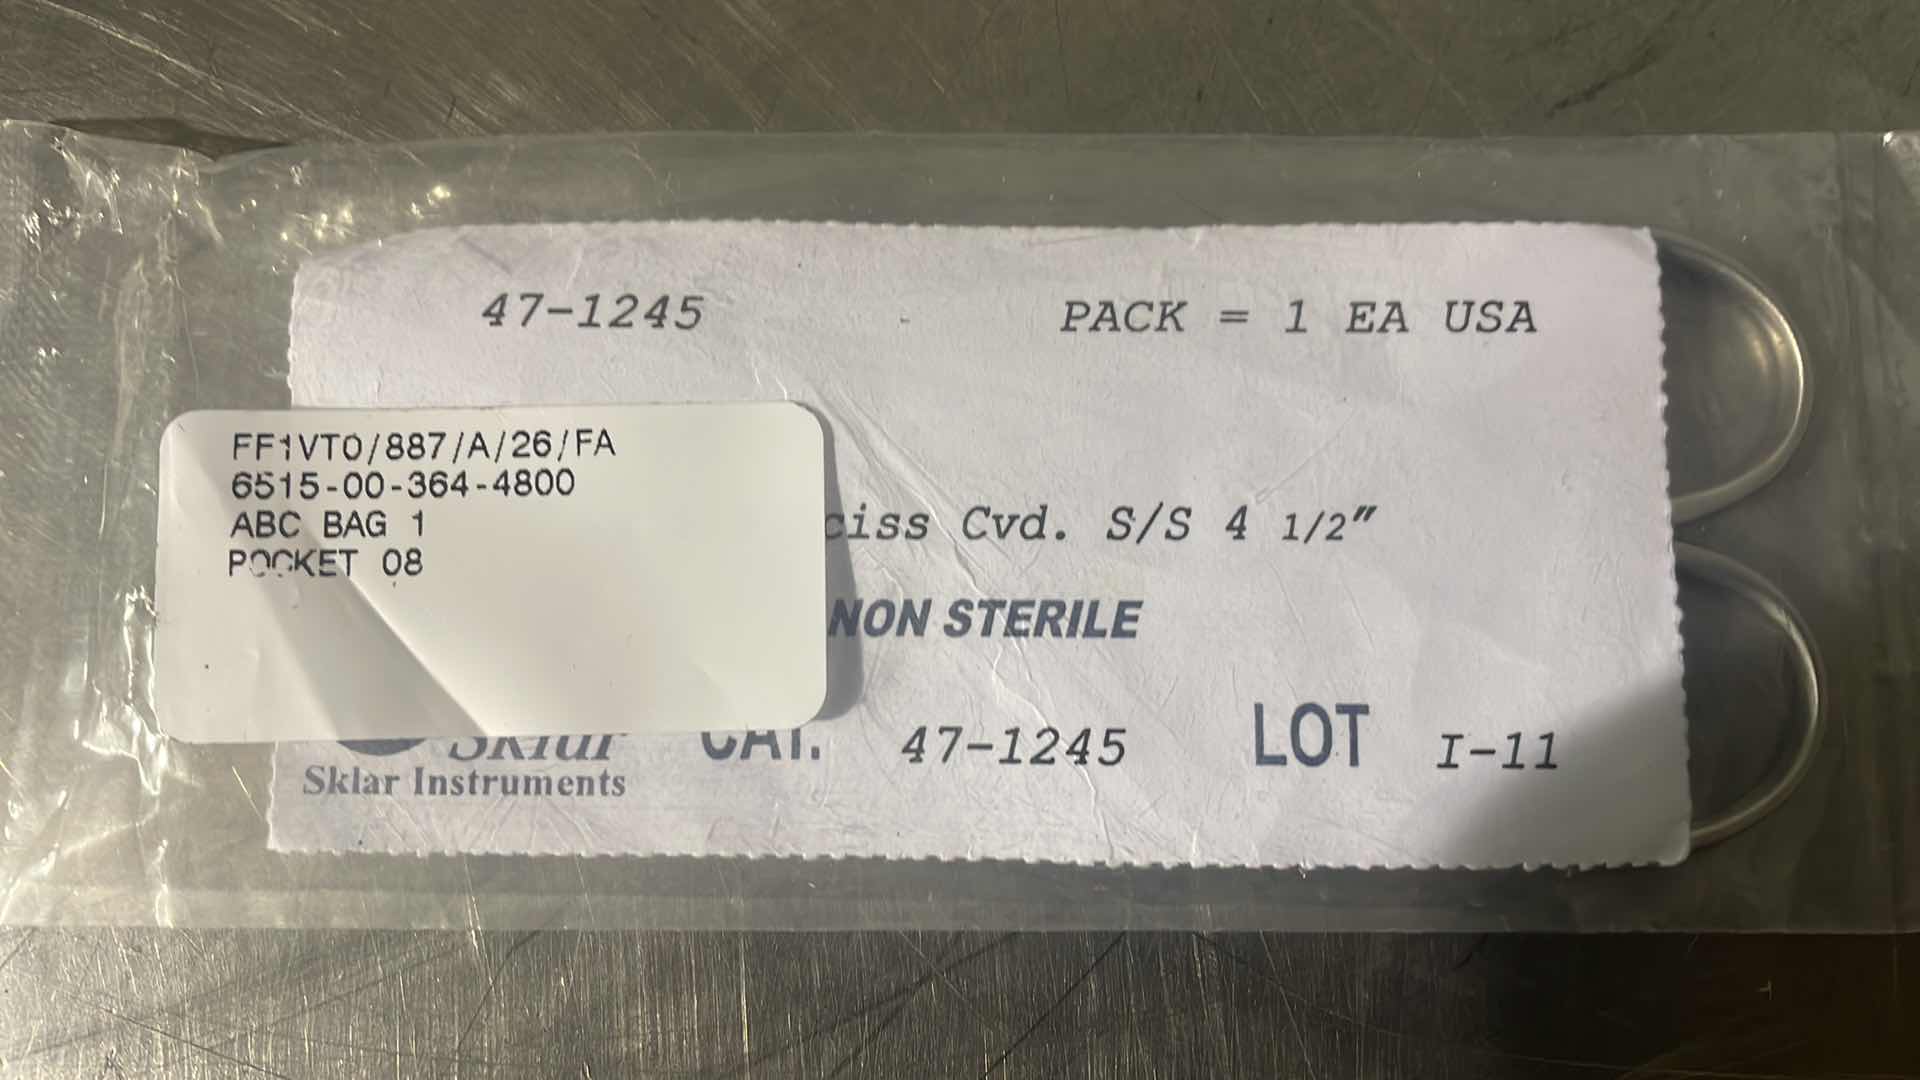 47-1245 - PACK = 1 EA USA
FF1VT0/887/A/26/FA
6515-00-364-4800
ABC BAG 1
POCKET 08
ciss Cvd. S/S 4 1/2"
NON STERILE
Sklar CAT. 47-1245 LOT I-11
Sklar Instruments